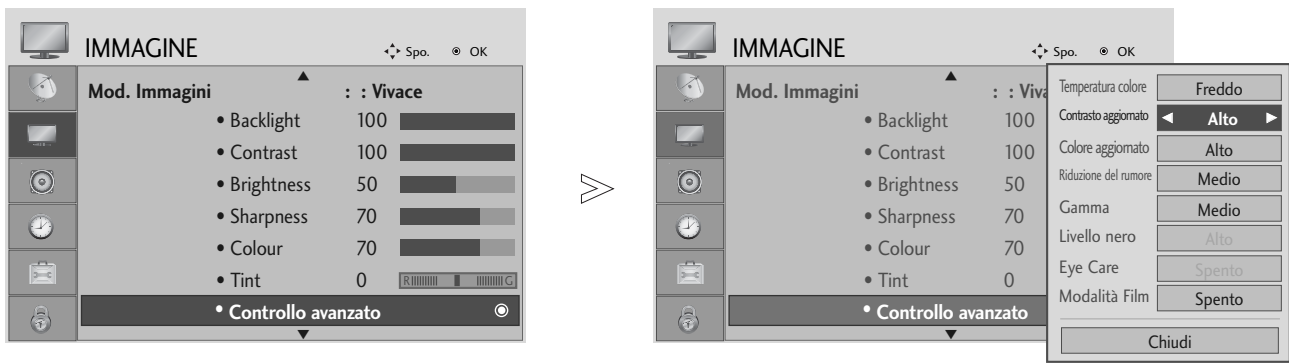 IMMAGINE Spo. OK
Mod. Immagini : : Vivace
• Backlight 100
• Contrast 100
• Brightness 50
• Sharpness 70
• Colour 70
• Tint 0 R G
• Controllo avanzato
IMMAGINE Spo. OK
Mod. Immagini : : Viva
• Backlight 100
• Contrast 100
• Brightness 50
• Sharpness 70
• Colour 70
• Tint 0
• Controllo avanzato
Temperatura colore Freddo
Contrasto aggiornato Alto
Colore aggiornato Alto
Riduzione del rumore Medio
Gamma Medio
Livello nero Alto
Eye Care Spento
Modalità Film Spento
Chiudi